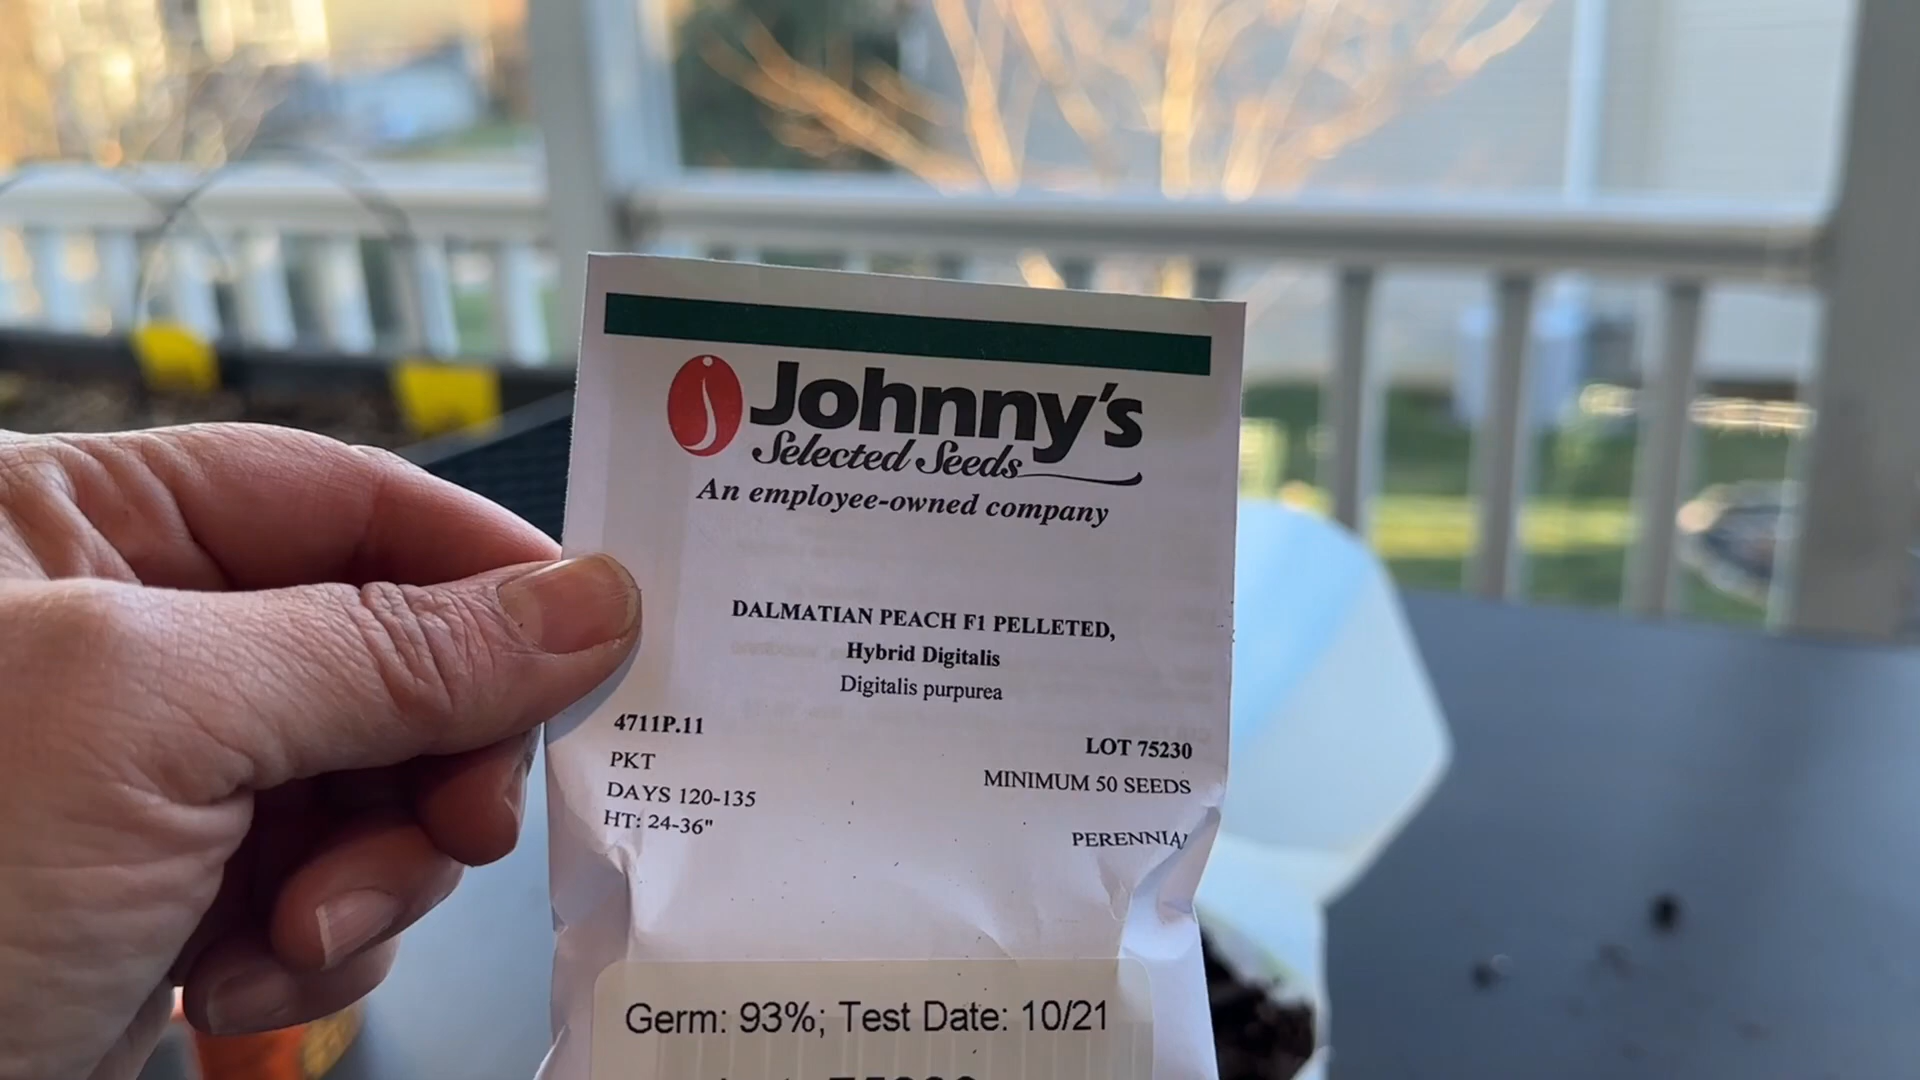 Johnny's
Selected Seeds
An employee-owned company
DALMATIAN PEACH F1 PELLETED,
Hybrid Digitalis
Digitalis purpurea
4711P.11
LOT 75230
PKT
MINIMUM 50 SEEDS
DAYS 120-135
HT: 24-36"
PERENNIAL
Germ: 93%; Test Date: 10/21